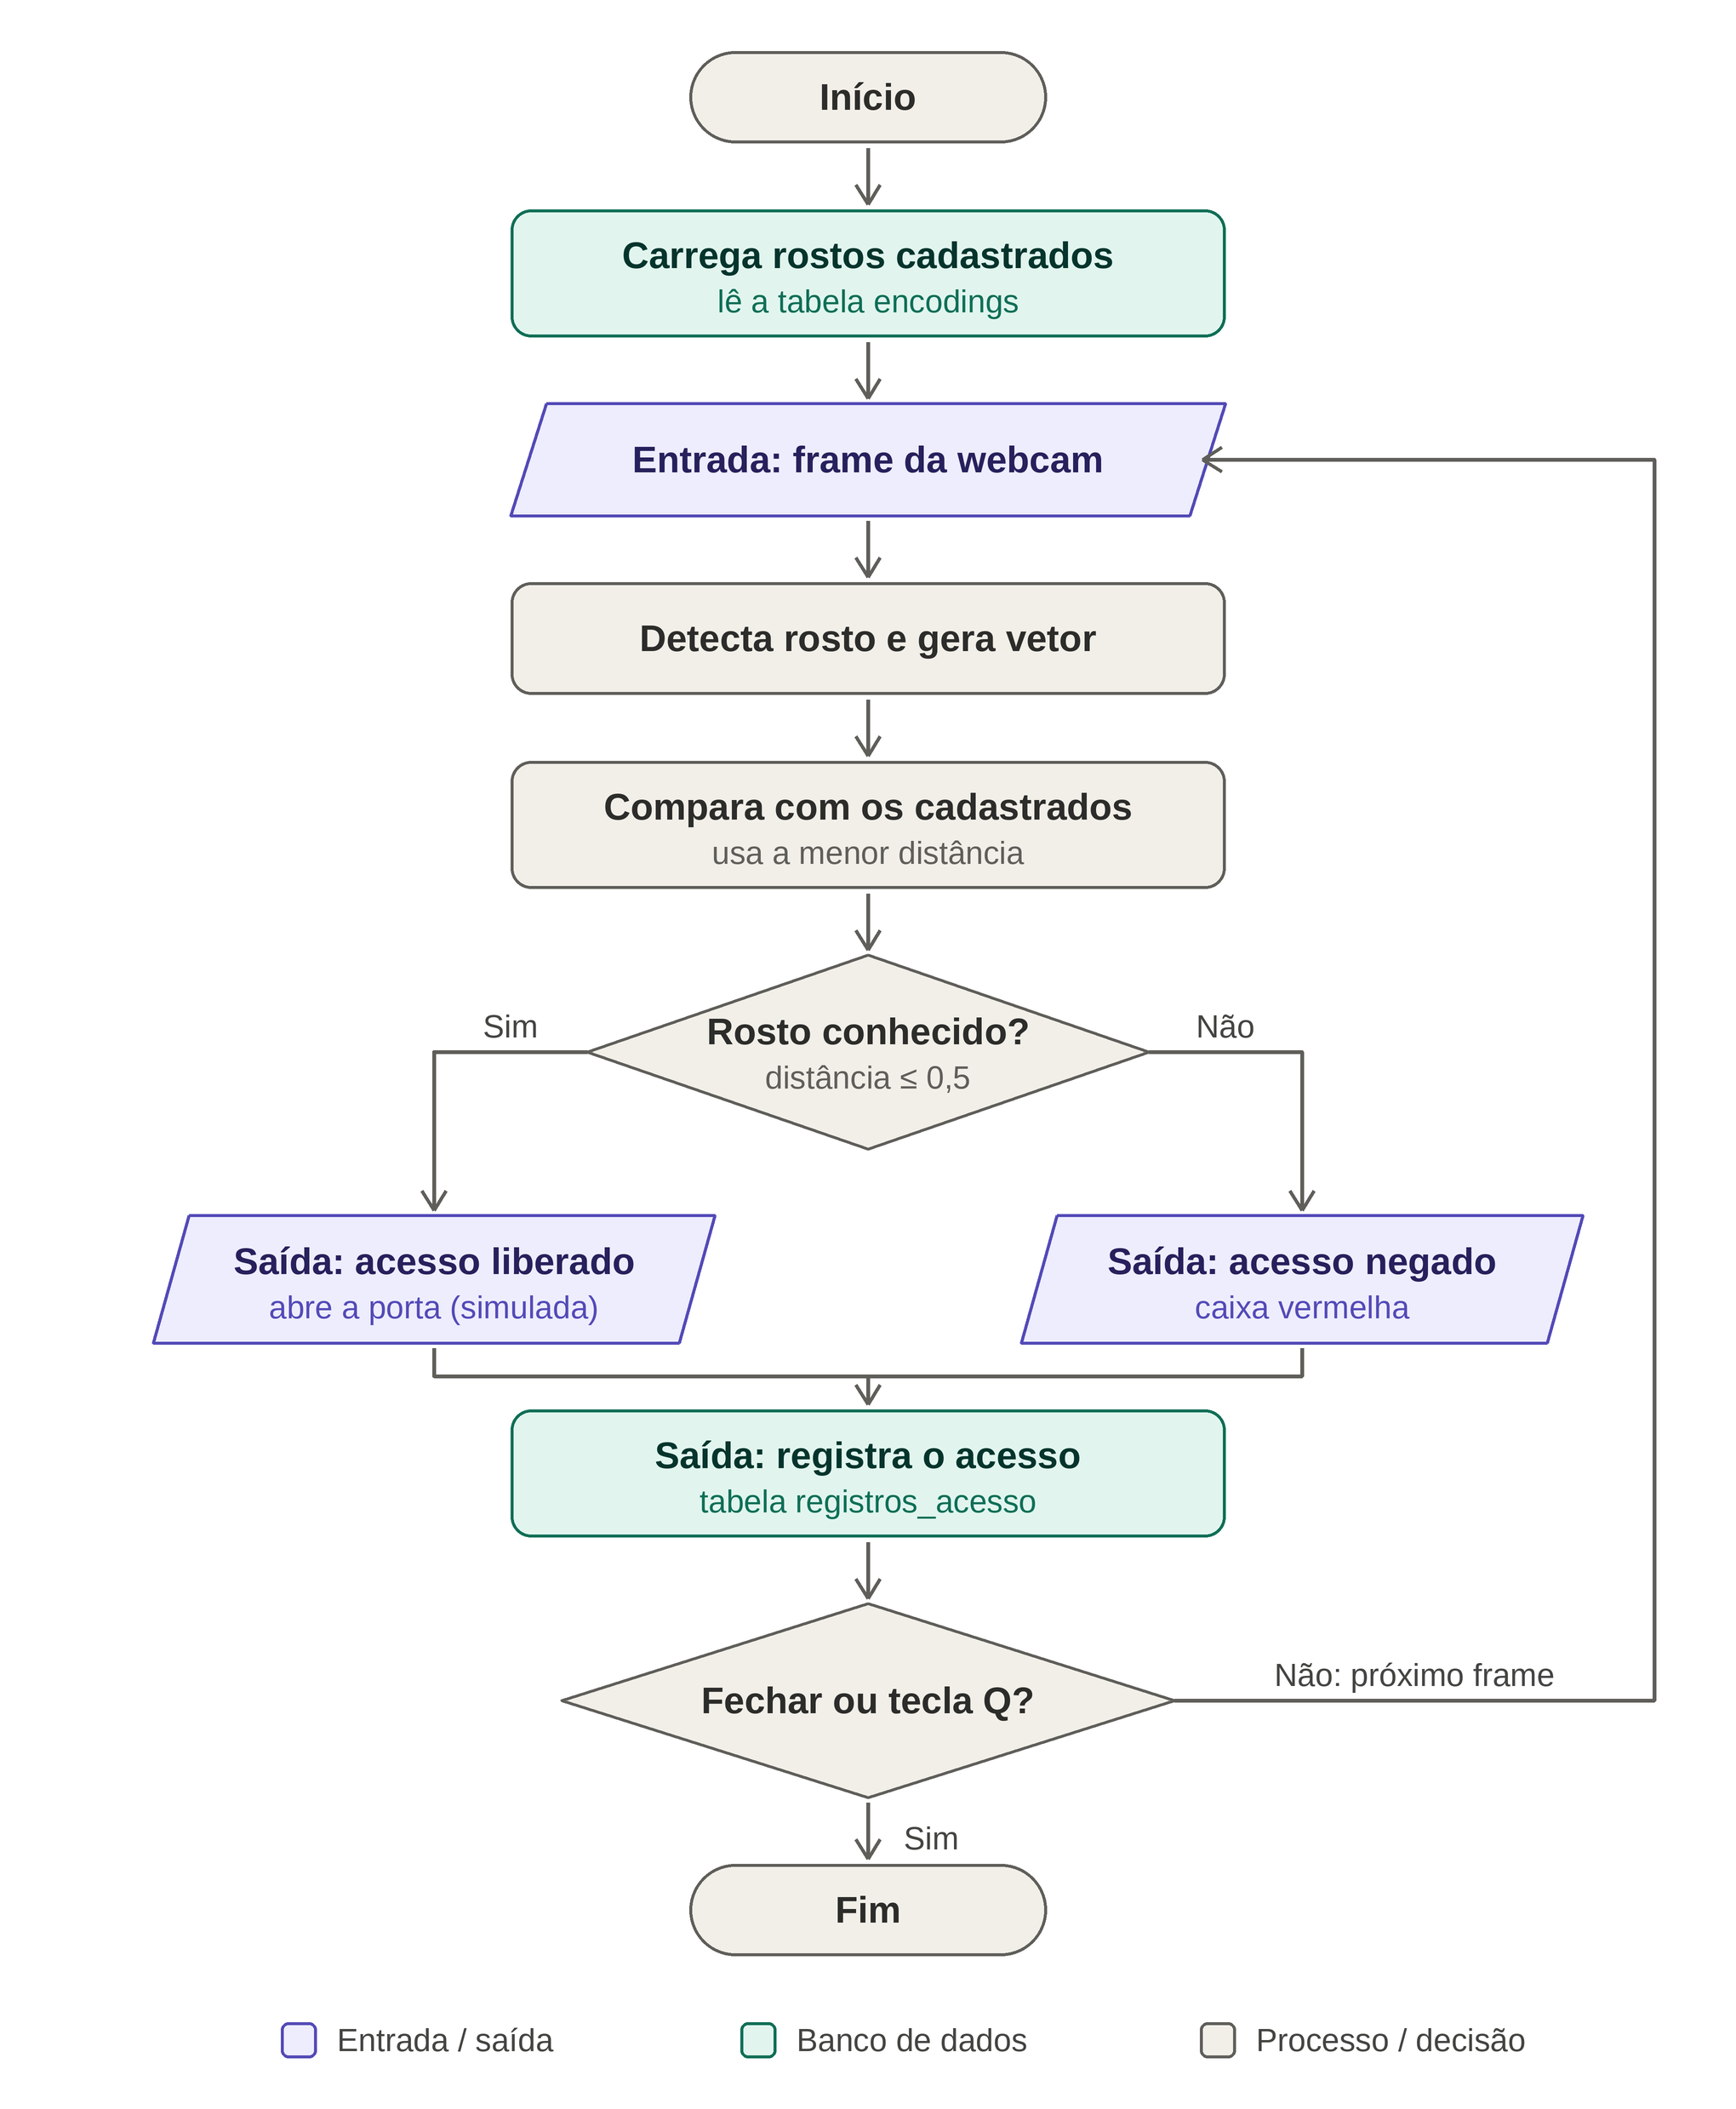 Início
Carrega rostos cadastrados
lê a tabela encodings
Entrada: frame da webcam
Detecta rosto e gera vetor
Compara com os cadastrados
usa a menor distância
Rosto conhecido?
distância ≤ 0,5
Sim
Não
Saída: acesso liberado
abre a porta (simulada)
Saída: acesso negado
caixa vermelha
Saída: registra o acesso
tabela registros_acesso
Fechar ou tecla Q?
Não: próximo frame
Sim
Fim
Entrada / saída
Banco de dados
Processo / decisão